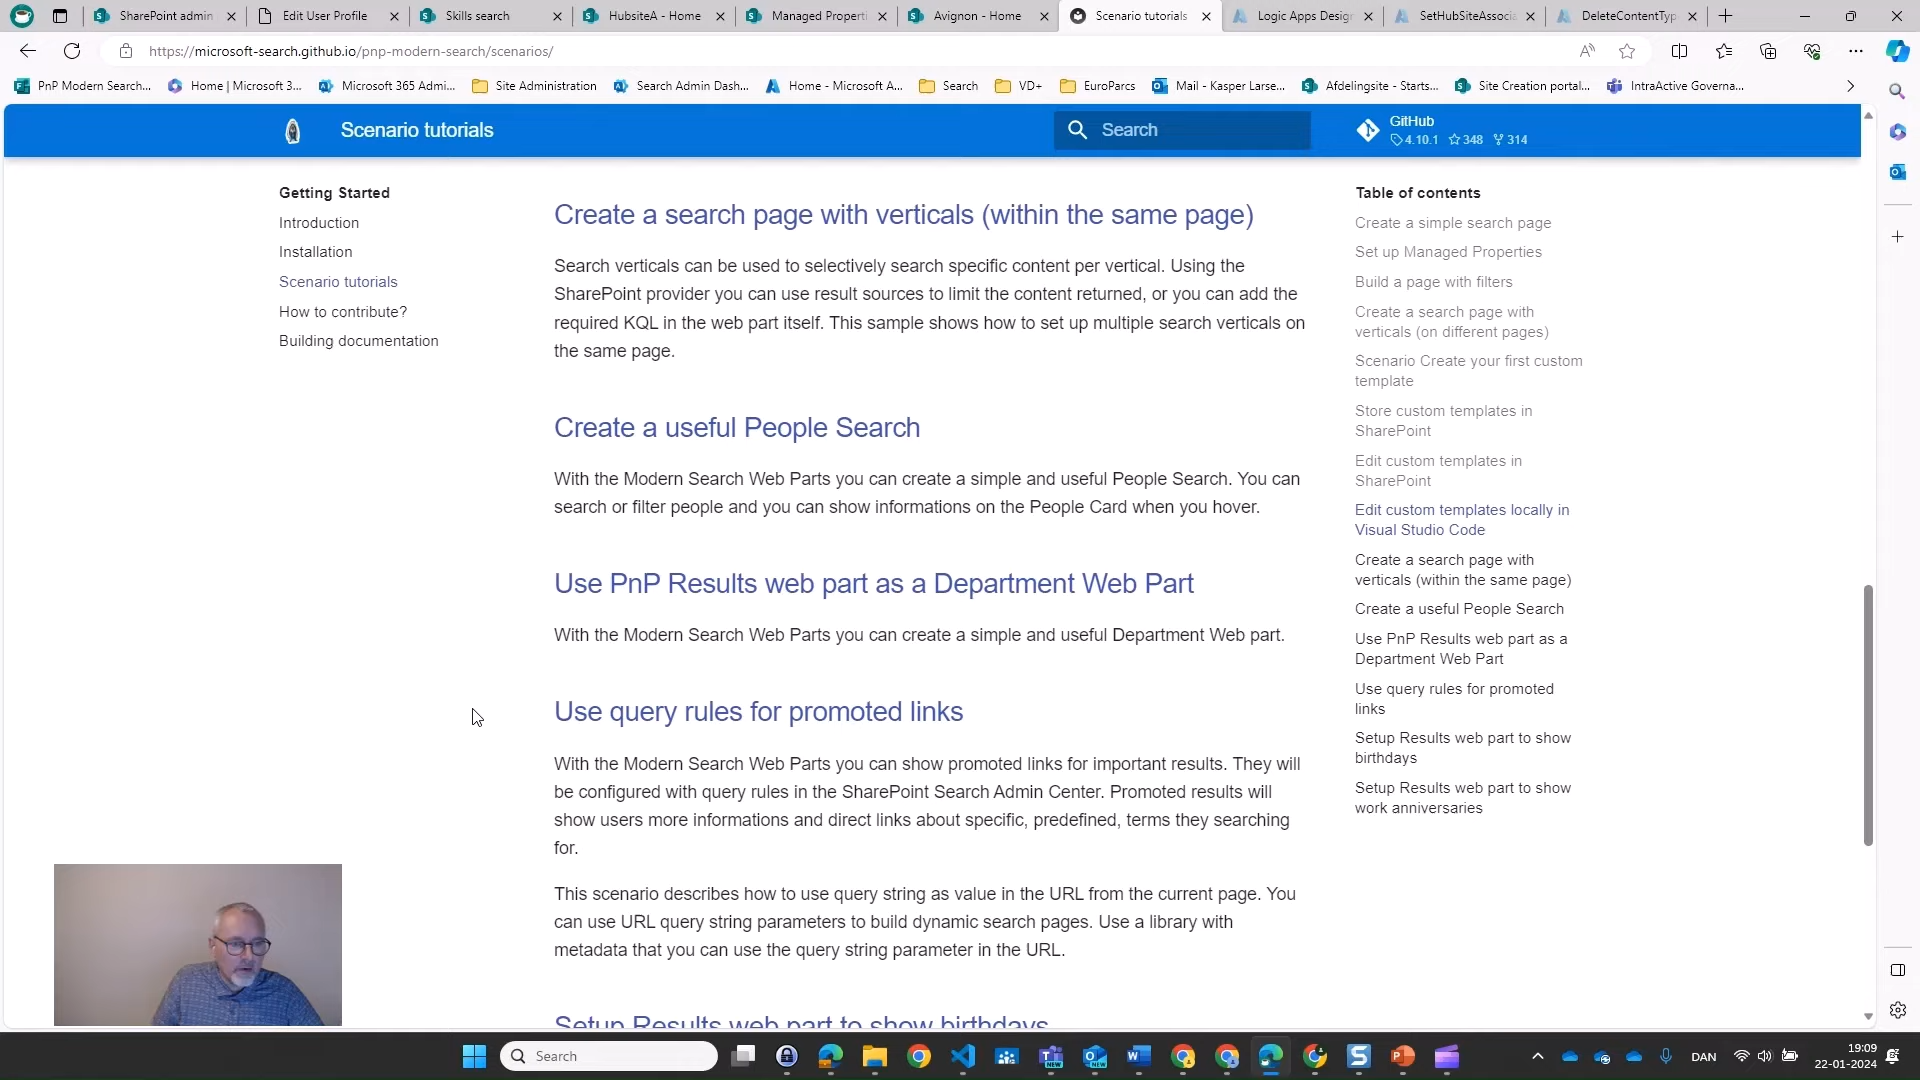 SharePoint admin
Edit User Profile
Skills search
HubsiteA - Home
Managed Properti
Avignon - Home
Scenario tutorials
Logic Apps Desig
SetHubSiteAssocia
DeleteContentTyp
https://microsoft-search.github.io/pnp-modern-search/scenarios/
PnP Modern Search...
Home | Microsoft 3...
Microsoft 365 Admi...
Site Administration
Search Admin Dash...
Home - Microsoft A...
Search
VD+
EuroParcs
Mail - Kasper Larse...
Afdelingsite - Starts...
Site Creation portal...
IntraActive Governa...
Scenario tutorials
Search
GitHub
4.10.1 348 314
Getting Started
Introduction
Installation
Scenario tutorials
How to contribute?
Building documentation
Create a search page with verticals (within the same page)
Search verticals can be used to selectively search specific content per vertical. Using the
SharePoint provider you can use result sources to limit the content returned, or you can add the
required KQL in the web part itself. This sample shows how to set up multiple search verticals on
the same page.
Create a useful People Search
With the Modern Search Web Parts you can create a simple and useful People Search. You can
search or filter people and you can show informations on the People Card when you hover.
Use PnP Results web part as a Department Web Part
With the Modern Search Web Parts you can create a simple and useful Department Web part.
Use query rules for promoted links
With the Modern Search Web Parts you can show promoted links for important results. They will
be configured with query rules in the SharePoint Search Admin Center. Promoted results will
show users more informations and direct links about specific, predefined, terms they searching
for.
This scenario describes how to use query string as value in the URL from the current page. You
can use URL query string parameters to build dynamic search pages. Use a library with
metadata that you can use the query string parameter in the URL.
Setup Results web part to show birthdays
Table of contents
Create a simple search page
Set up Managed Properties
Build a page with filters
Create a search page with
verticals (on different pages)
Scenario Create your first custom
template
Store custom templates in
SharePoint
Edit custom templates in
SharePoint
Edit custom templates locally in
Visual Studio Code
Create a search page with
verticals (within the same page)
Create a useful People Search
Use PnP Results web part as a
Department Web Part
Use query rules for promoted
links
Setup Results web part to show
birthdays
Setup Results web part to show
work anniversaries
Search
DAN
19:09
22-01-2024